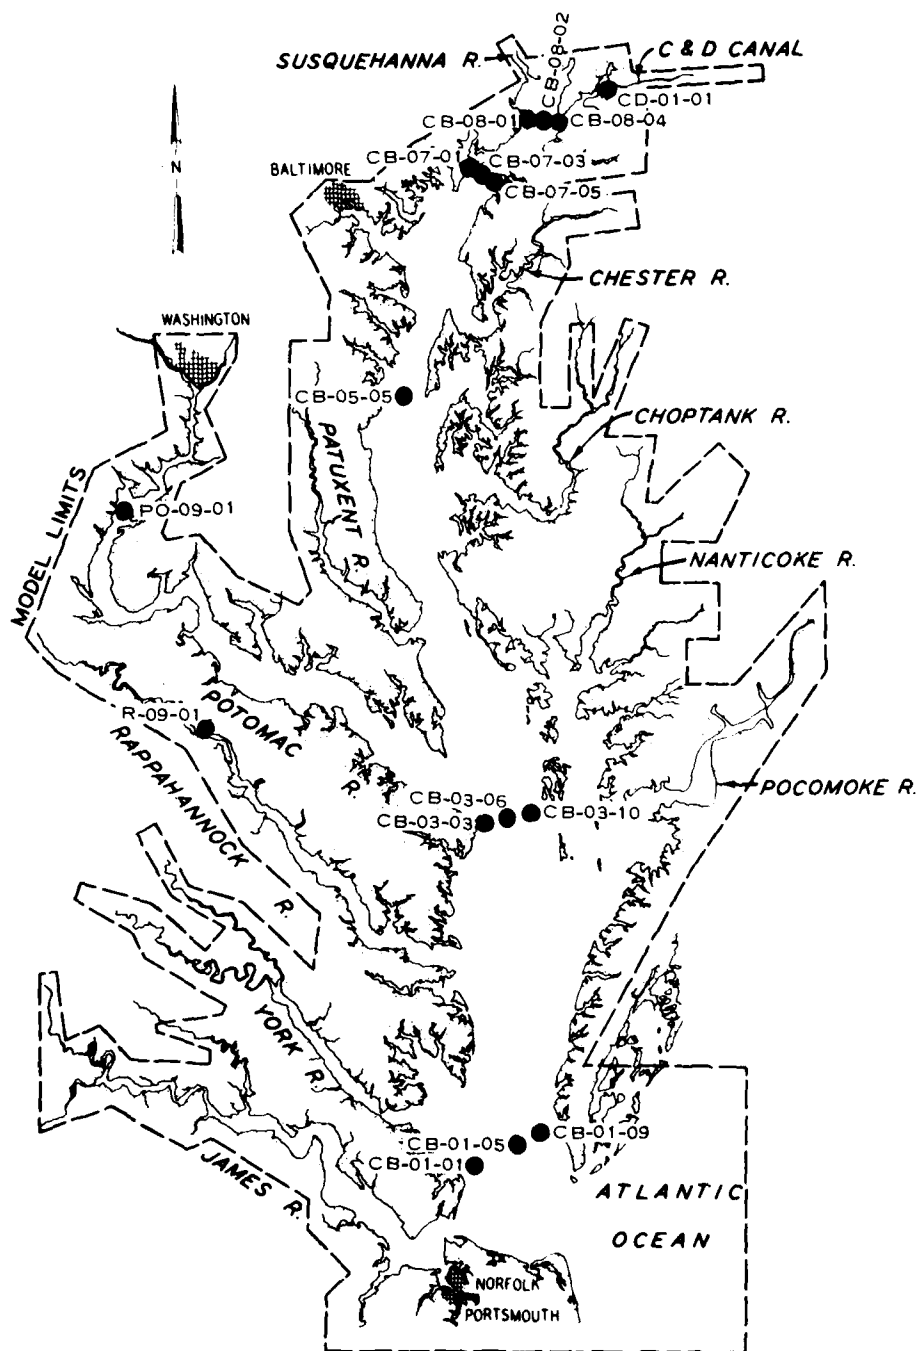 CB-08-02
SUSQUEHANNA R.
C & D CANAL
CD-01-01
CB-08-01
CB-08-04
CB-07-01
CB-07-03
BALTIMORE
CB-07-05
N
CHESTER R.
WASHINGTON
CB-05-05
CHOPTANK R.
PATUXENT R.
MODEL LIMITS
PO-09-01
NANTICOKE R.
POTOMAC R.
R-09-01
RAPPAHANNOCK R.
POCOMOKE R.
CB-03-06
CB-03-03
CB-03-10
YORK R.
CB-01-05
CB-01-09
CB-01-01
JAMES R.
ATLANTIC
OCEAN
NORFOLK
PORTSMOUTH